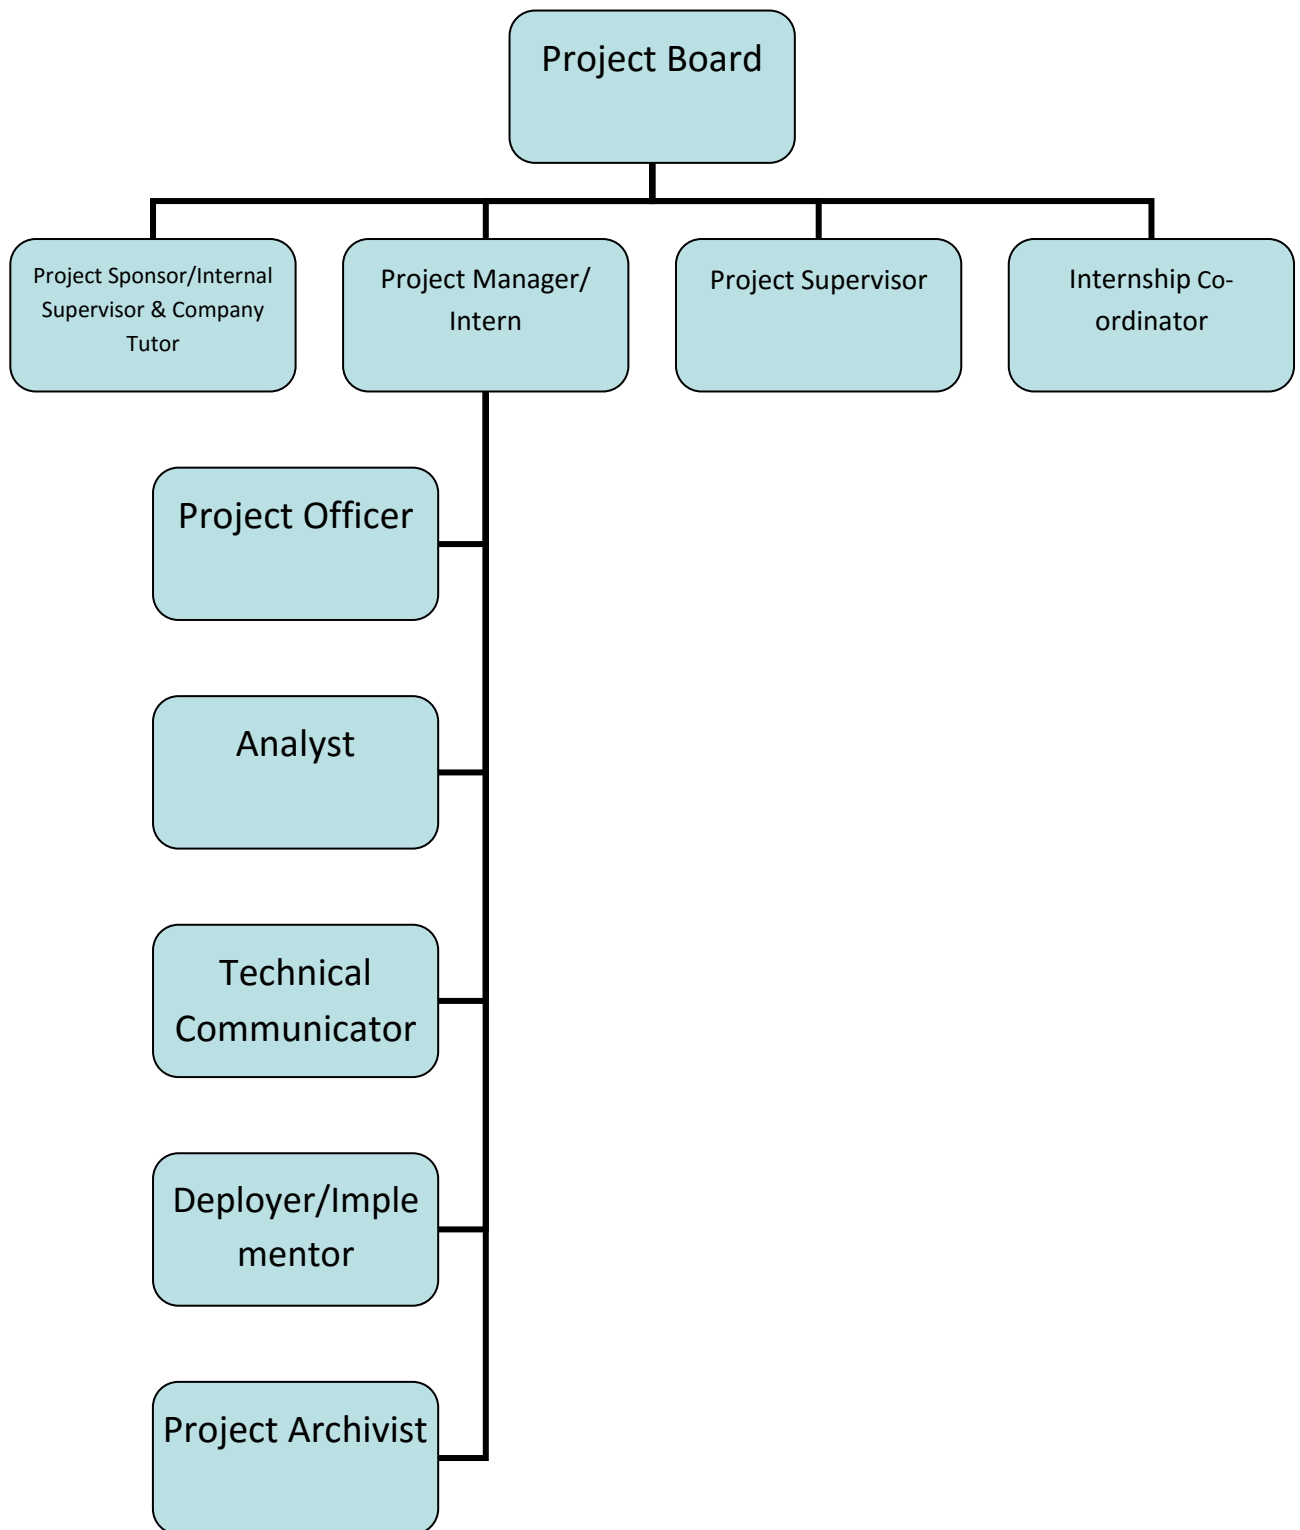 Project Board
Project Sponsor/Internal
Supervisor & Company
Tutor
Project Manager/
Intern
Project Supervisor
Internship Co-
ordinator
Project Officer
Analyst
Technical
Communicator
Deployer/Imple
mentor
Project Archivist